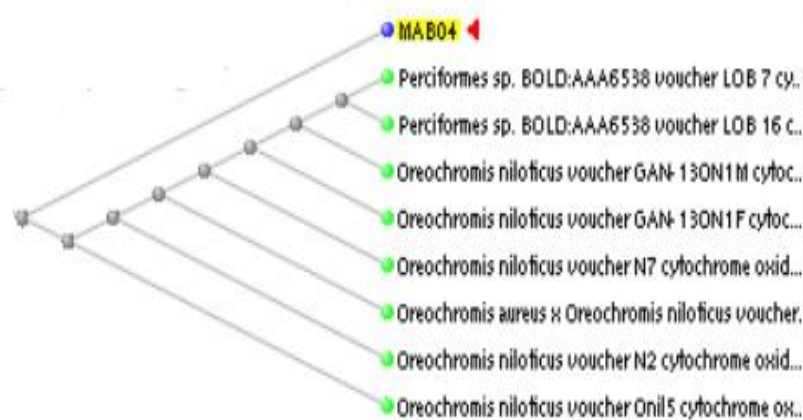 MAB04
Perciformes sp. BOLD:AAA6538 voucher LOB 7 cy..
Perciformes sp. BOLD:AAA6538 voucher LOB 16 c..
Oreochromis niloticus voucher GAN-13ON1M cytoc...
Oreochromis niloticus voucher GAN-13ON1F cytoc...
Oreochromis niloticus voucher N7 cytochrome oxid...
Oreochromis aureus x Oreochromis niloticus voucher.
Oreochromis niloticus voucher N2 cytochrome oxid...
Oreochromis niloticus voucher Onil5 cytochrome ox...